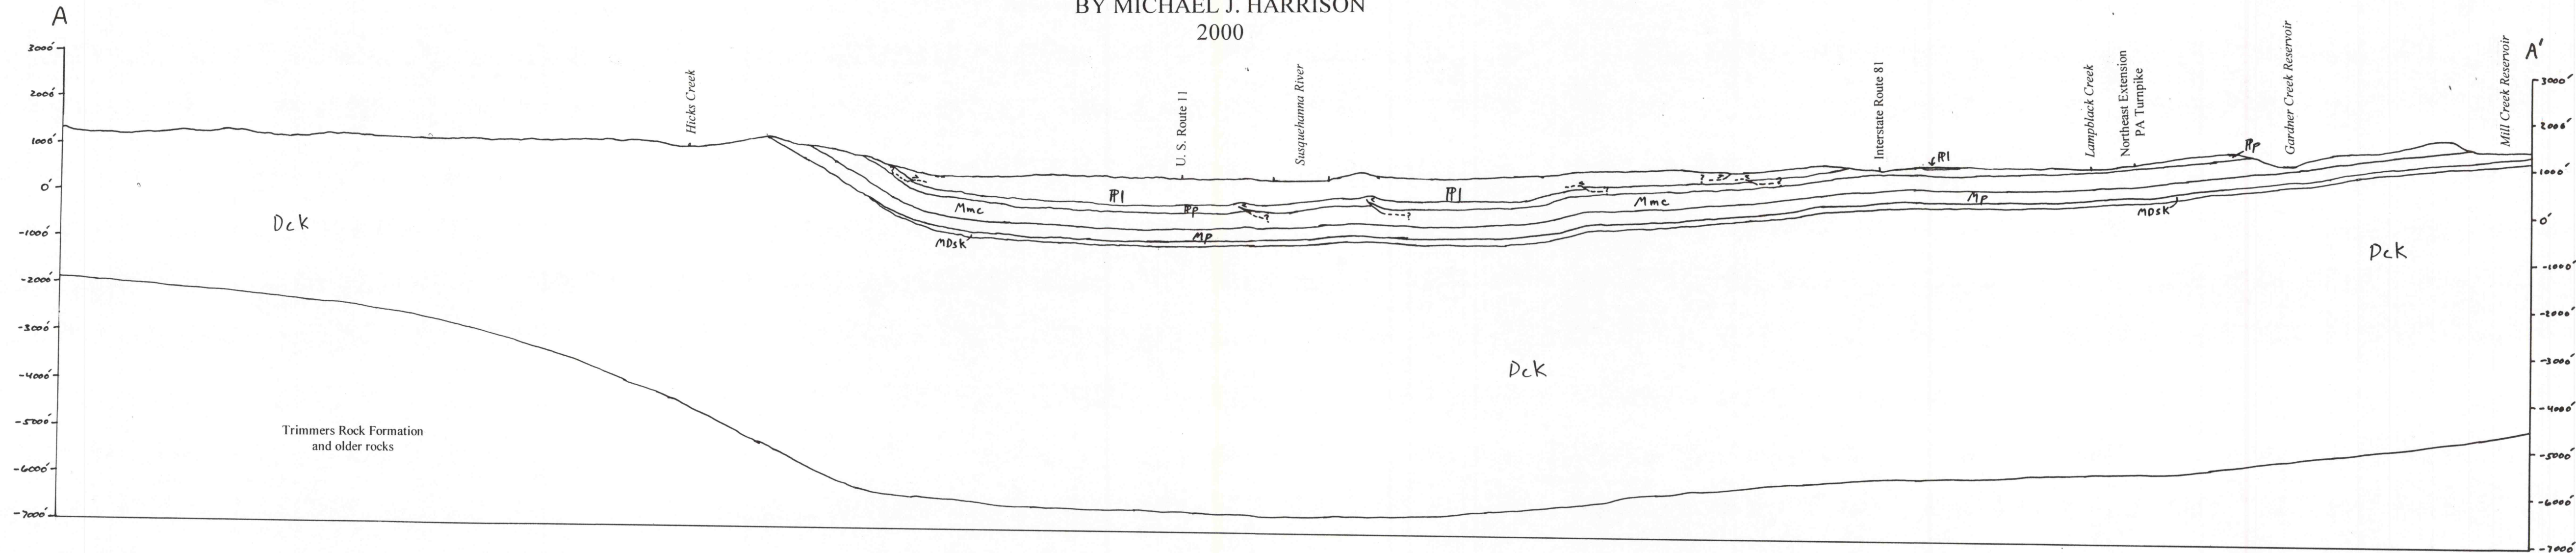 BY MICHAEL J. HARRISON
2000
A
A'
3000'
2000'
1000'
0'
-1000'
-2000'
-3000'
-4000'
-5000'
-6000'
-7000'
Hicks Creek
U. S. Route 11
Susquehanna River
Interstate Route 81
Lampblack Creek
Northeast Extension
PA Turnpike
Gardner Creek Reservoir
Mill Creek Reservoir
3000'
2000'
1000'
0'
-1000'
-2000'
-3000'
-4000'
-5000'
-6000'
-7000'
?
ℙl
ℙp
?
?
?
?
ℙl
?
?
? - ?
?
?
ℙl
ℙp
Mmc
Mmc
Mp
Mp
MDsk
MDsk
Dck
Dck
Dck
Trimmers Rock Formation
and older rocks